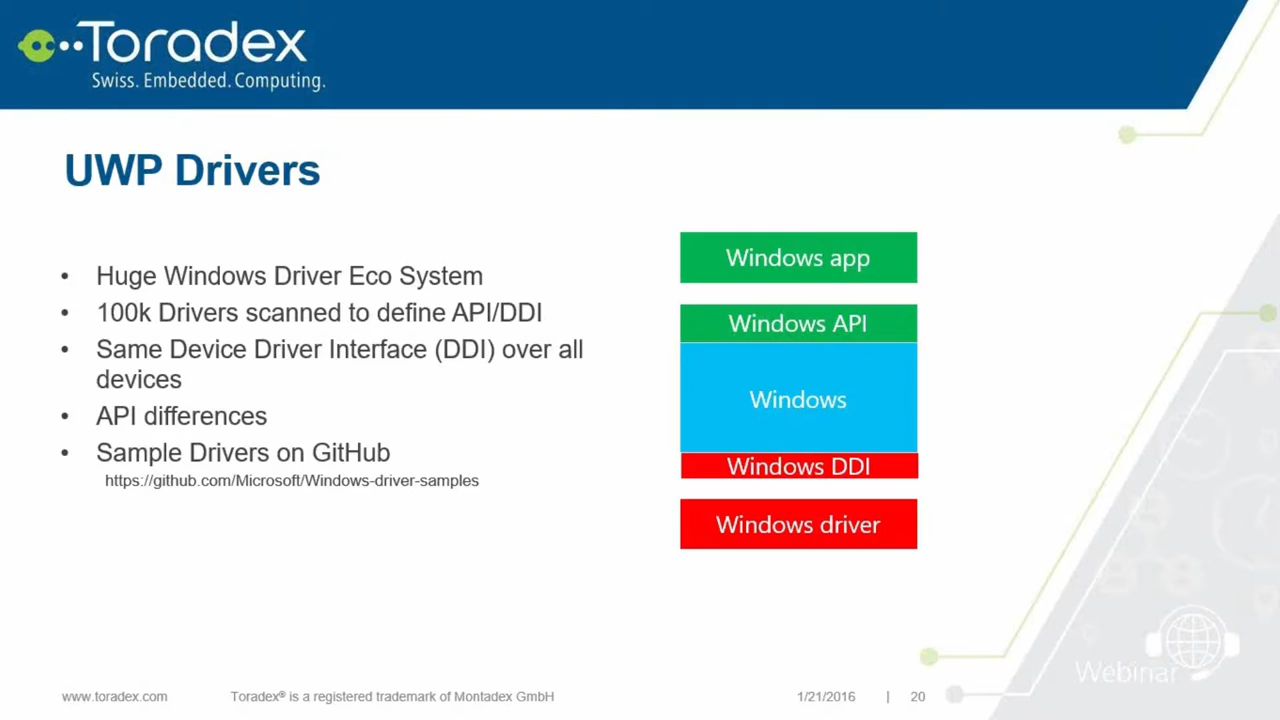 Toradex
Swiss. Embedded. Computing.
UWP Drivers
• Huge Windows Driver Eco System
• 100k Drivers scanned to define API/DDI
• Same Device Driver Interface (DDI) over all
devices
• API differences
• Sample Drivers on GitHub
https://github.com/Microsoft/Windows-driver-samples
Windows app
Windows API
Windows
Windows DDI
Windows driver
Webinar
www.toradex.com
Toradex® is a registered trademark of Montadex GmbH
1/21/2016 | 20